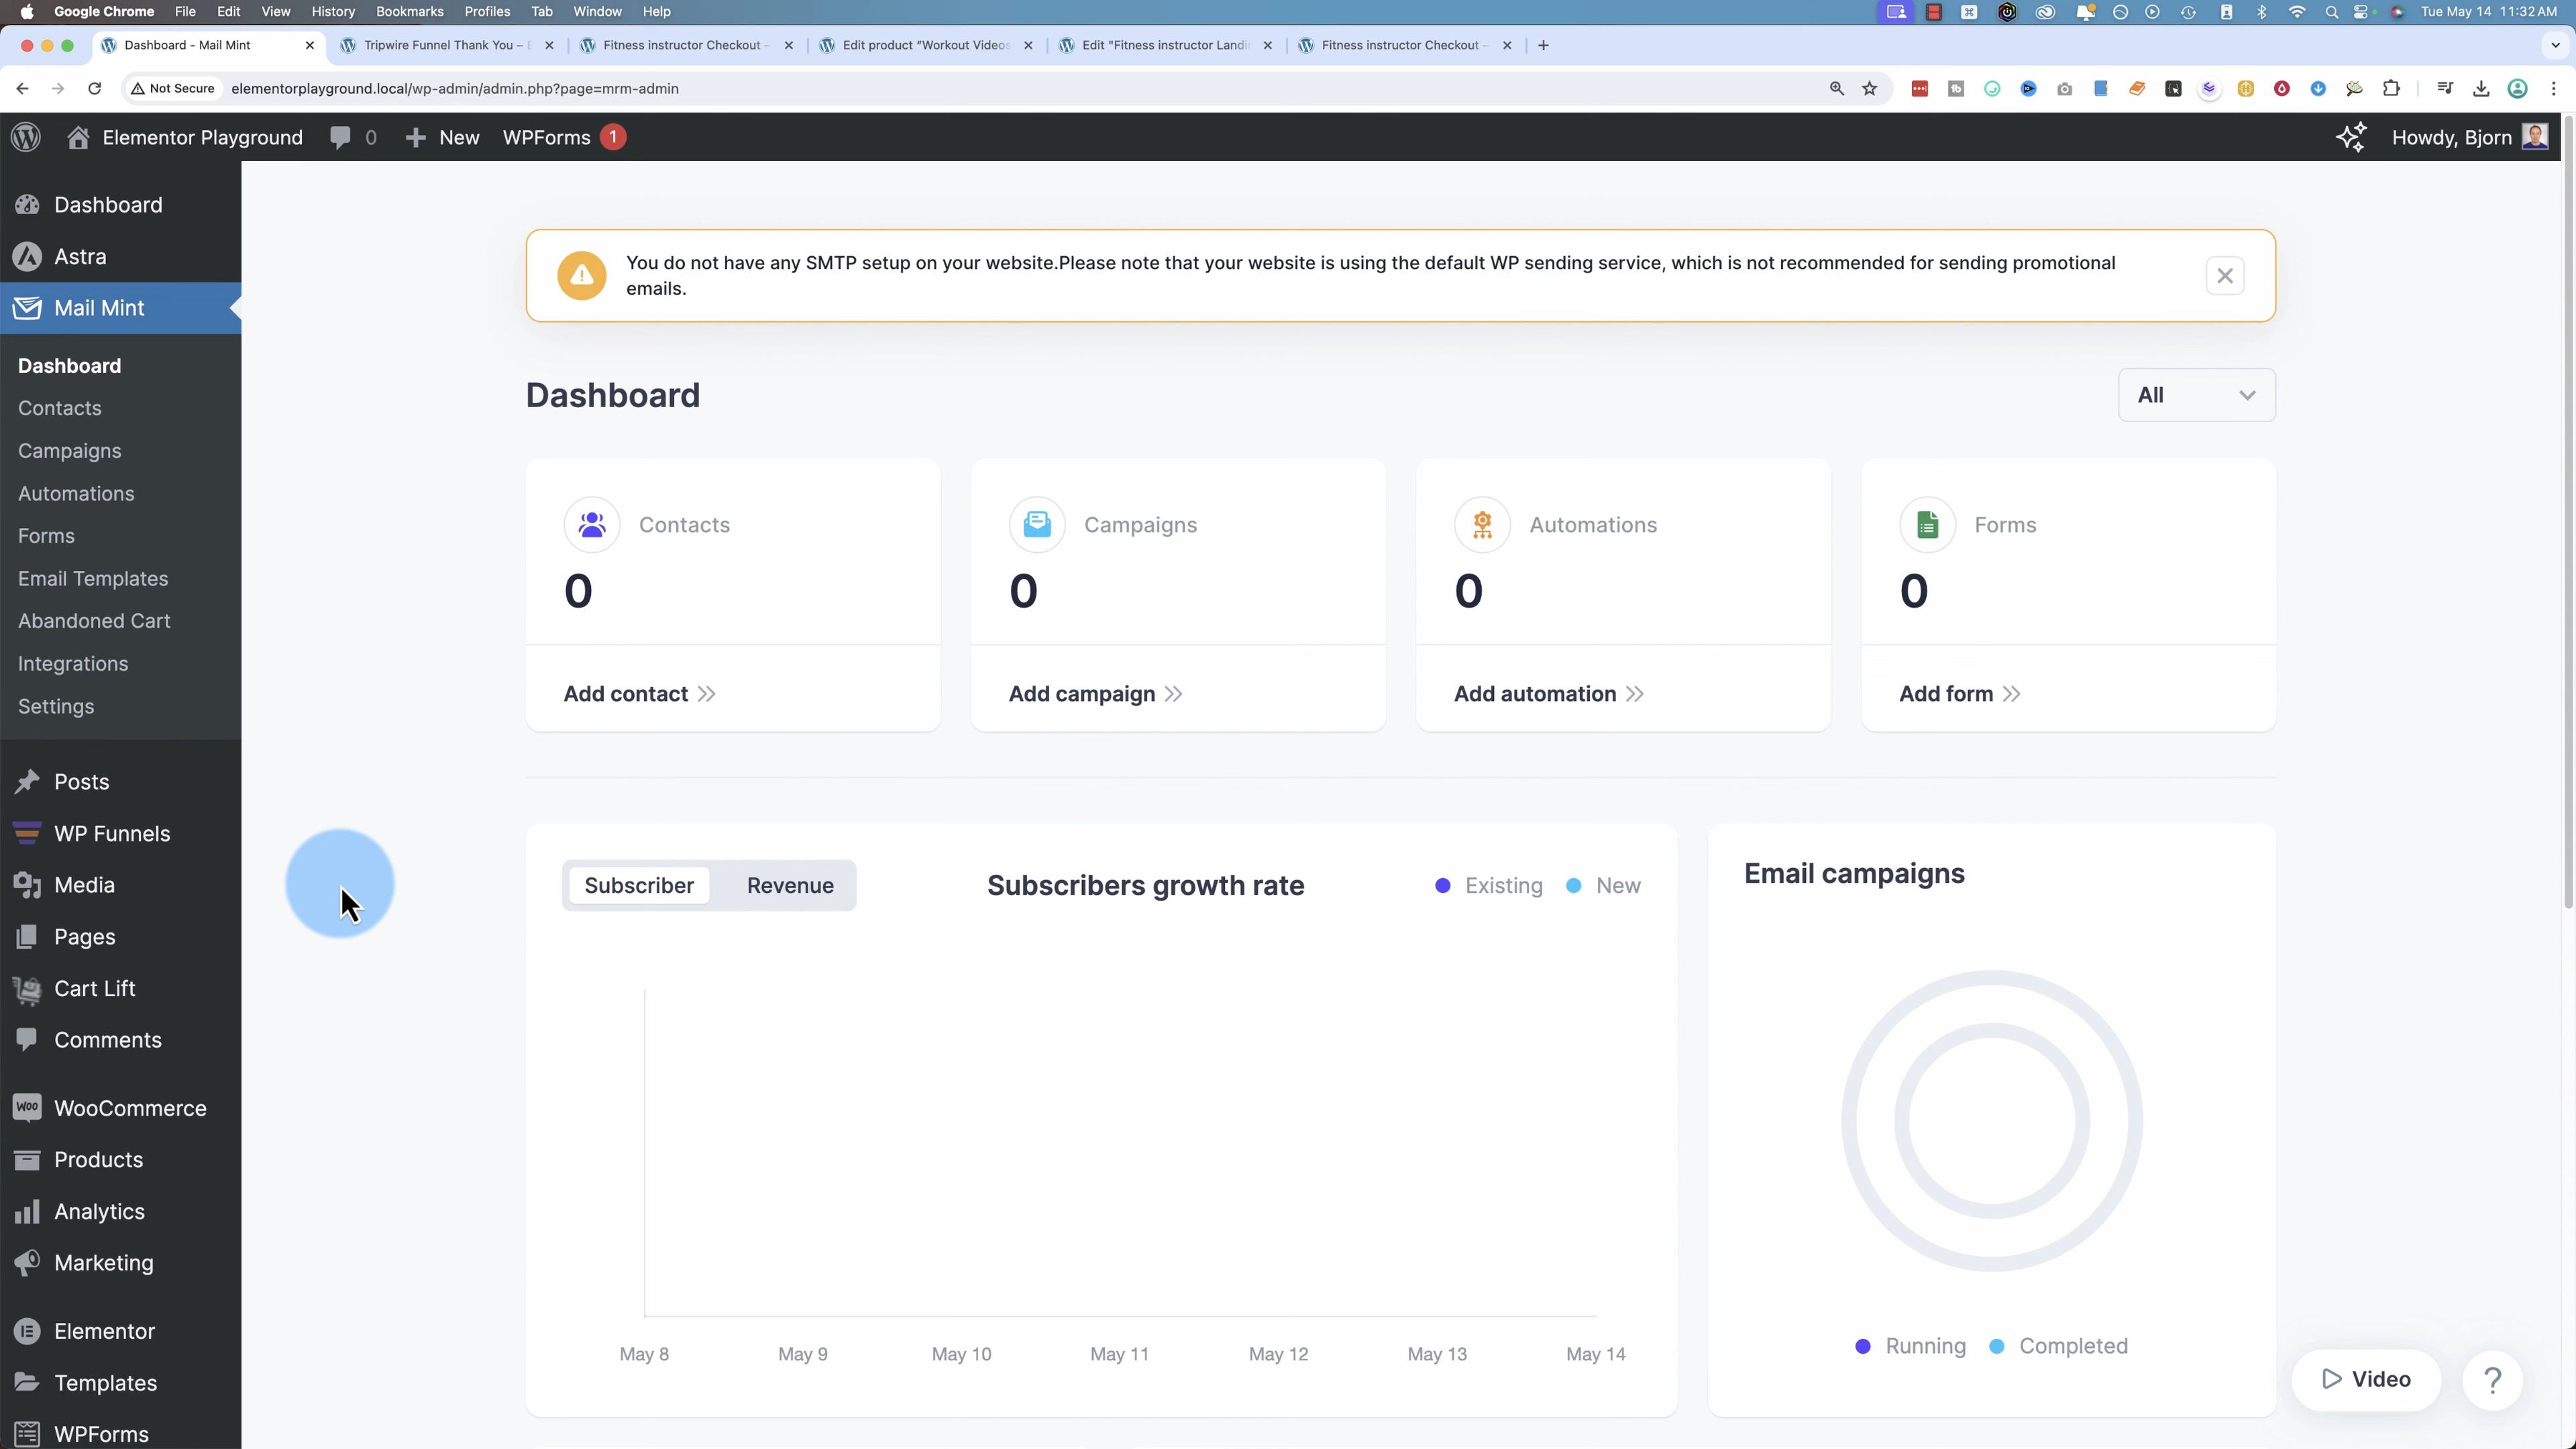 Google Chrome File Edit View History Bookmarks Profiles Tab Window Help Tue May 14 11:32 AM
Dashboard - Mail Mint Tripwire Funnel Thank You – Fitness instructor Checkout – Edit product "Workout Videos Edit "Fitness instructor Landi Fitness instructor Checkout –
Not Secure elementorplayground.local/wp-admin/admin.php?page=mrm-admin
Elementor Playground 0 New WPForms 1 Howdy, Bjorn
Dashboard
Astra
Mail Mint
Dashboard
Contacts
Campaigns
Automations
Forms
Email Templates
Abandoned Cart
Integrations
Settings
Posts
WP Funnels
Media
Pages
Cart Lift
Comments
Woo WooCommerce
Products
Analytics
Marketing
Elementor
Templates
WPForms
You do not have any SMTP setup on your website.Please note that your website is using the default WP sending service, which is not recommended for sending promotional
emails.
Dashboard All
Contacts Campaigns Automations Forms
0 0 0 0
Add contact Add campaign Add automation Add form
Subscriber Revenue Subscribers growth rate Existing New
May 8 May 9 May 10 May 11 May 12 May 13 May 14
Email campaigns
Running Completed
Video ?